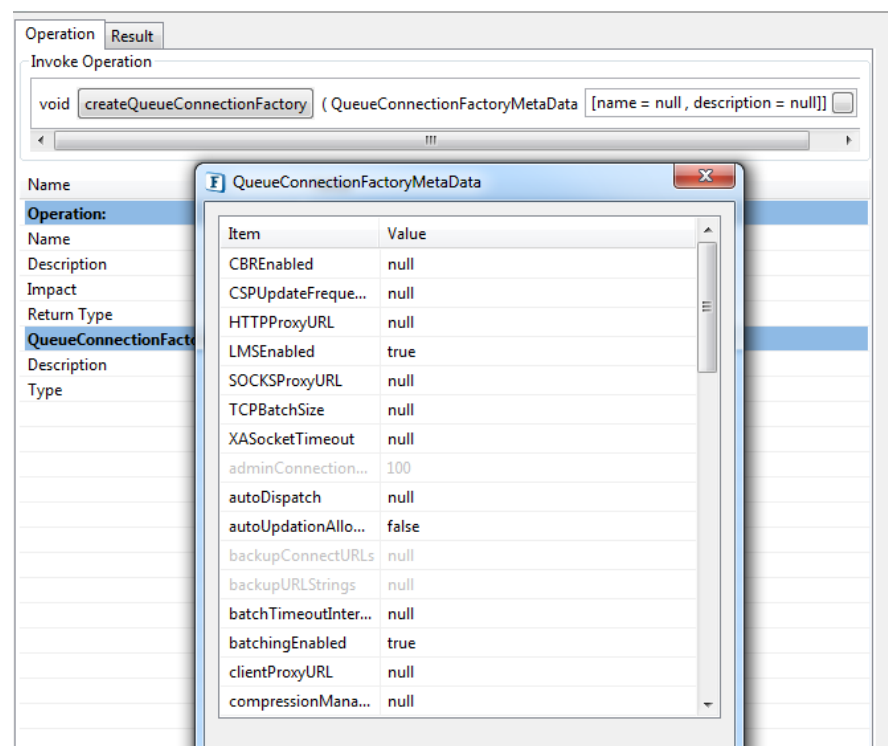 Operation Result
Invoke Operation
void createQueueConnectionFactory ( QueueConnectionFactoryMetaData [name = null , description = null]]
Name
Operation:
Name
Description
Impact
Return Type
QueueConnectionFacto
Description
Type
F QueueConnectionFactoryMetaData
Item Value
CBREnabled null
CSPUpdateFreque... null
HTTPProxyURL null
LMSEnabled true
SOCKSProxyURL null
TCPBatchSize null
XASocketTimeout null
adminConnection... 100
autoDispatch null
autoUpdationAllo... false
backupConnectURLs null
backupURLStrings null
batchTimeoutInter... null
batchingEnabled true
clientProxyURL null
compressionMana... null